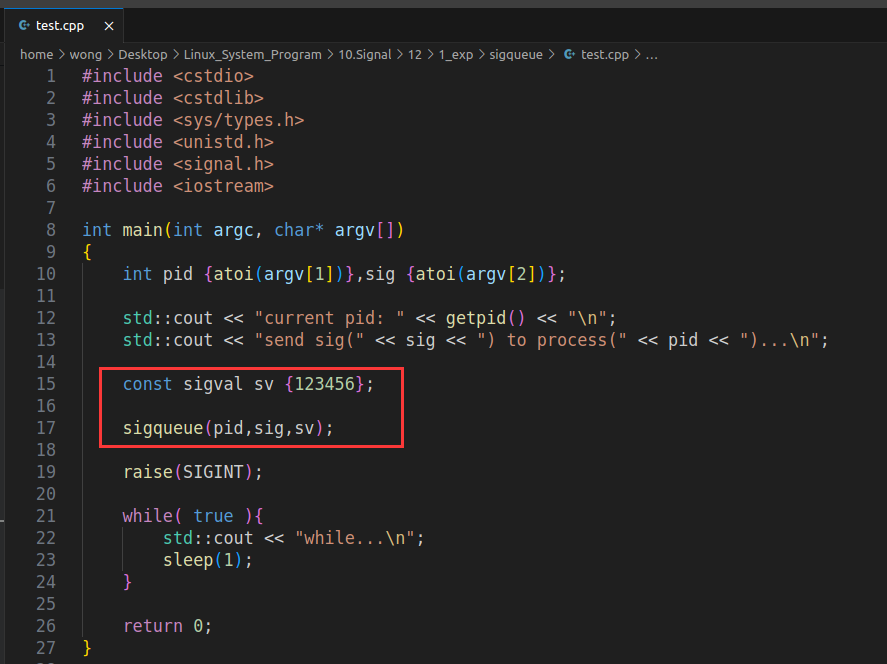 test.cpp
home > wong > Desktop > Linux_System_Program > 10.Signal > 12 > 1_exp > sigqueue > test.cpp > ...
1 #include <cstdio>
2 #include <cstdlib>
3 #include <sys/types.h>
4 #include <unistd.h>
5 #include <signal.h>
6 #include <iostream>
7
8 int main(int argc, char* argv[])
9 {
10     int pid {atoi(argv[1])},sig {atoi(argv[2])};
11
12     std::cout << "current pid: " << getpid() << "\n";
13     std::cout << "send sig(" << sig << ") to process(" << pid << ")...\n";
14
15     const sigval sv {123456};
16
17     sigqueue(pid,sig,sv);
18
19     raise(SIGINT);
20
21     while( true ){
22         std::cout << "while...\n";
23         sleep(1);
24     }
25
26     return 0;
27 }